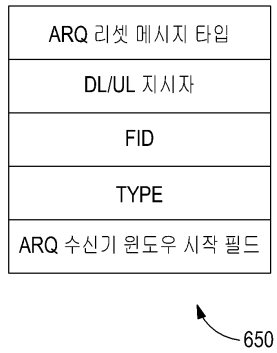 ARQ 리셋 메시지 타입
DL/UL 지시자
FID
TYPE
ARQ 수신기 윈도우 시작 필드
650